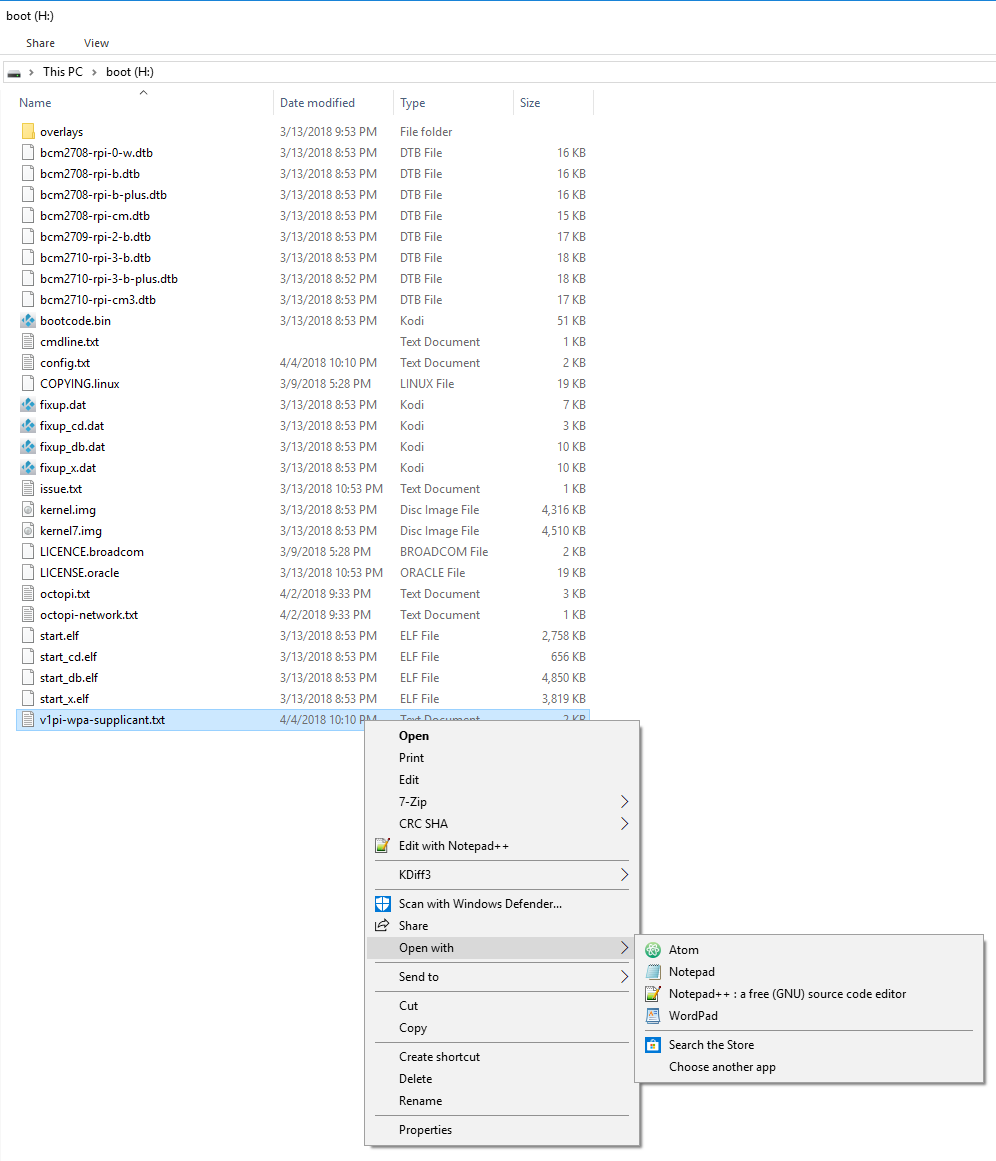 boot (H:)
Share View
This PC > boot (H:)
Name Date modified Type Size
overlays 3/13/2018 9:53 PM File folder
bcm2708-rpi-0-w.dtb 3/13/2018 8:53 PM DTB File 16 KB
bcm2708-rpi-b.dtb 3/13/2018 8:53 PM DTB File 16 KB
bcm2708-rpi-b-plus.dtb 3/13/2018 8:53 PM DTB File 16 KB
bcm2708-rpi-cm.dtb 3/13/2018 8:53 PM DTB File 15 KB
bcm2709-rpi-2-b.dtb 3/13/2018 8:53 PM DTB File 17 KB
bcm2710-rpi-3-b.dtb 3/13/2018 8:53 PM DTB File 18 KB
bcm2710-rpi-3-b-plus.dtb 3/13/2018 8:52 PM DTB File 18 KB
bcm2710-rpi-cm3.dtb 3/13/2018 8:53 PM DTB File 17 KB
bootcode.bin 3/13/2018 8:53 PM Kodi 51 KB
cmdline.txt Text Document 1 KB
config.txt 4/4/2018 10:10 PM Text Document 2 KB
COPYING.linux 3/9/2018 5:28 PM LINUX File 19 KB
fixup.dat 3/13/2018 8:53 PM Kodi 7 KB
fixup_cd.dat 3/13/2018 8:53 PM Kodi 3 KB
fixup_db.dat 3/13/2018 8:53 PM Kodi 10 KB
fixup_x.dat 3/13/2018 8:53 PM Kodi 10 KB
issue.txt 3/13/2018 10:53 PM Text Document 1 KB
kernel.img 3/13/2018 8:53 PM Disc Image File 4,316 KB
kernel7.img 3/13/2018 8:53 PM Disc Image File 4,510 KB
LICENCE.broadcom 3/9/2018 5:28 PM BROADCOM File 2 KB
LICENSE.oracle 3/13/2018 10:53 PM ORACLE File 19 KB
octopi.txt 4/2/2018 9:33 PM Text Document 3 KB
octopi-network.txt 4/2/2018 9:33 PM Text Document 1 KB
start.elf 3/13/2018 8:53 PM ELF File 2,758 KB
start_cd.elf 3/13/2018 8:53 PM ELF File 656 KB
start_db.elf 3/13/2018 8:53 PM ELF File 4,850 KB
start_x.elf 3/13/2018 8:53 PM ELF File 3,819 KB
v1pi-wpa-supplicant.txt 4/4/2018 10:10 PM Text Document 2 KB
Open
Print
Edit
7-Zip
CRC SHA
Edit with Notepad++
KDiff3
Scan with Windows Defender...
Share
Open with
Send to
Cut
Copy
Create shortcut
Delete
Rename
Properties
Atom
Notepad
Notepad++ : a free (GNU) source code editor
WordPad
Search the Store
Choose another app